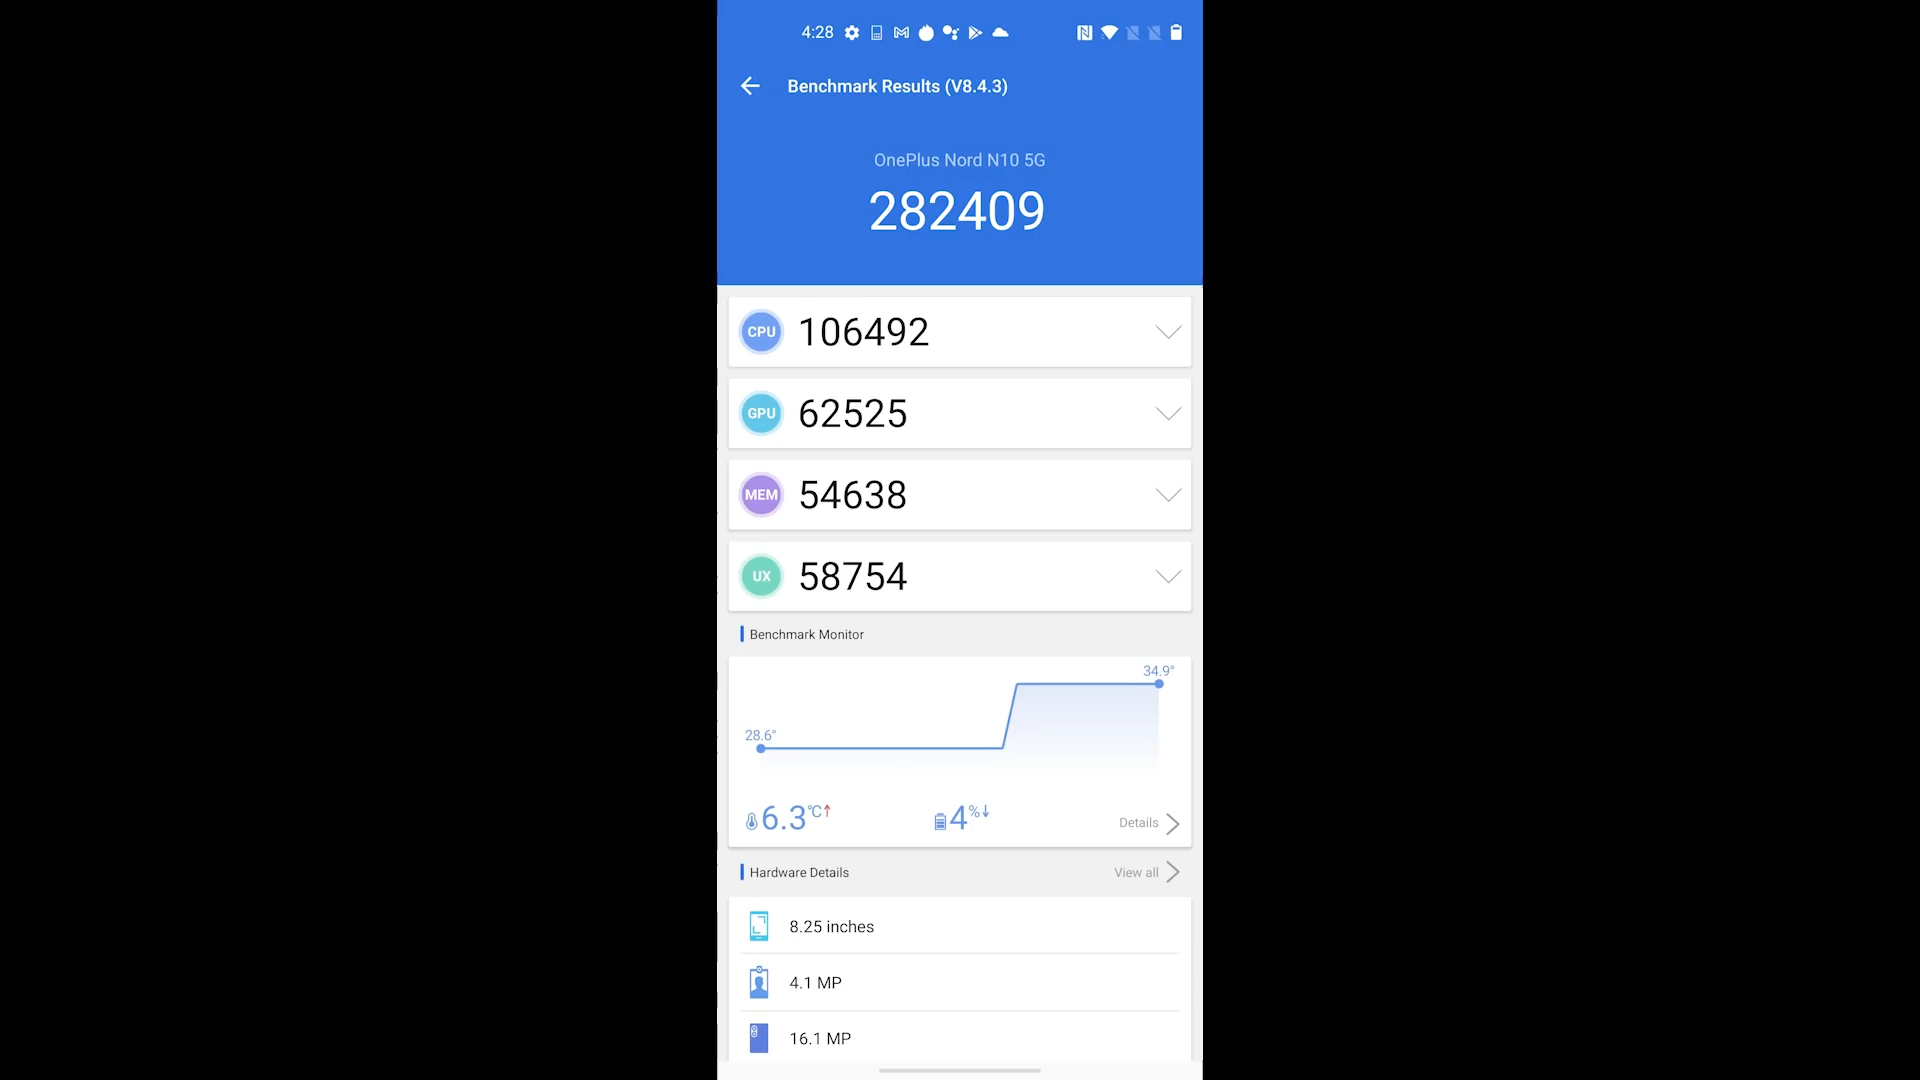 4:28
Benchmark Results (V8.4.3)
OnePlus Nord N10 5G
282409
CPU 106492
GPU 62525
MEM 54638
UX 58754
Benchmark Monitor
34.9°
28.6°
6.3°C↑ 4%↓ Details
Hardware Details View all
8.25 inches
4.1 MP
16.1 MP